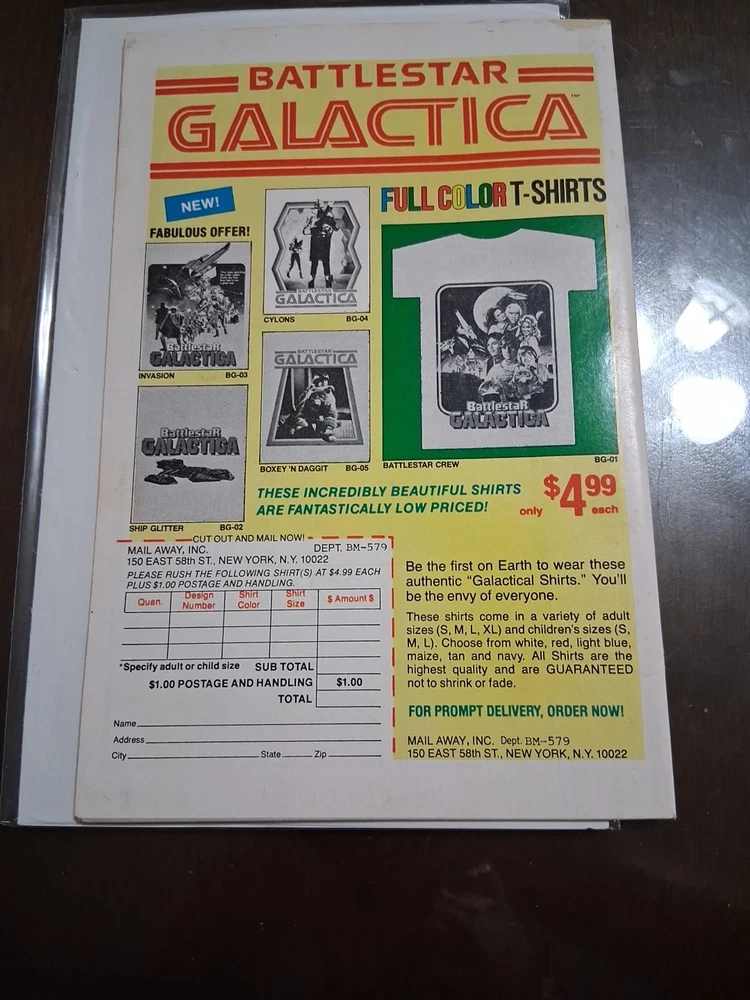 BATTLESTAR
GALACTICA™
NEW!
FABULOUS OFFER!
FULL COLOR T-SHIRTS
BattlestaR
GALACTICA
INVASION BG-03
BATTLESTAR
GALACTICA
CYLONS BG-04
BattlestaR
GALACTICA
SHIP GLITTER BG-02
BATTLESTAR
GALACTICA
BOXEY 'N DAGGIT BG-05
BattlestaR
GALACTICA
BATTLESTAR CREW BG-01
THESE INCREDIBLY BEAUTIFUL SHIRTS
ARE FANTASTICALLY LOW PRICED!
only $4.99 each
CUT OUT AND MAIL NOW!
MAIL AWAY, INC. DEPT. BM-579
150 EAST 58th ST., NEW YORK, N.Y. 10022
PLEASE RUSH THE FOLLOWING SHIRT(S) AT $4.99 EACH
PLUS $1.00 POSTAGE AND HANDLING.
Quan. Design Number Shirt Color Shirt Size $ Amount $
*Specify adult or child size SUB TOTAL
$1.00 POSTAGE AND HANDLING $1.00
TOTAL
Name
Address
City State Zip
Be the first on Earth to wear these
authentic "Galactical Shirts." You'll
be the envy of everyone.
These shirts come in a variety of adult
sizes (S, M, L, XL) and children's sizes (S,
M, L). Choose from white, red, light blue,
maize, tan and navy. All Shirts are the
highest quality and are GUARANTEED
not to shrink or fade.
FOR PROMPT DELIVERY, ORDER NOW!
MAIL AWAY, INC. Dept. BM-579
150 EAST 58th ST., NEW YORK, N.Y. 10022